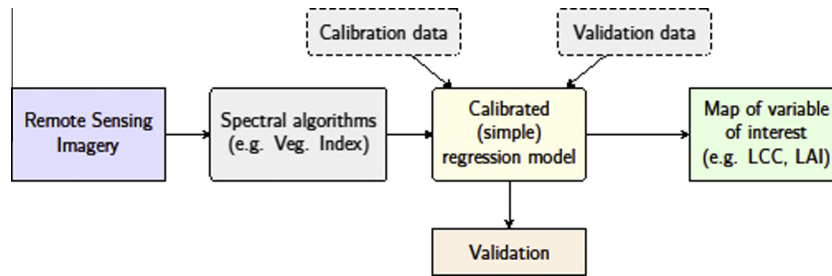 Calibration data
Validation data
Remote Sensing
Imagery
Spectral algorithms
(e.g. Veg. Index)
Calibrated
(simple)
regression model
Map of variable
of interest
(e.g. LCC, LAI)
Validation